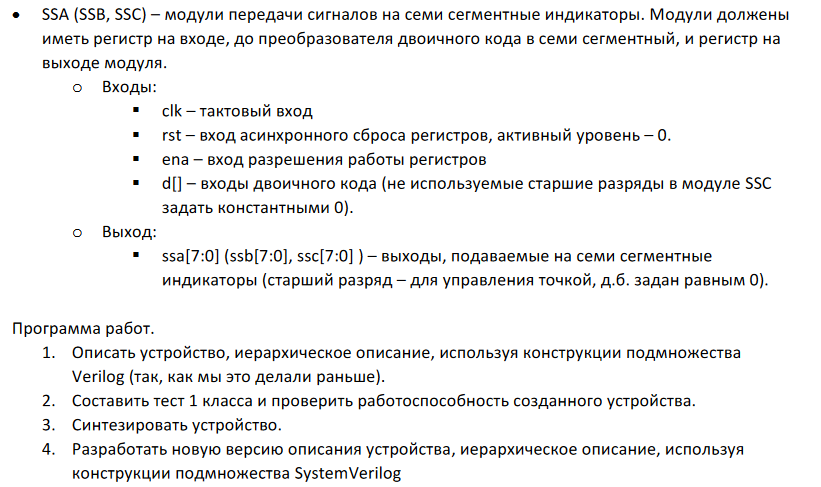 • SSA (SSB, SSC) – модули передачи сигналов на семи сегментные индикаторы. Модули должены
иметь регистр на входе, до преобразователя двоичного кода в семи сегментный, и регистр на
выходе модуля.
o Входы:
▪ clk – тактовый вход
▪ rst – вход асинхронного сброса регистров, активный уровень – 0.
▪ ena – вход разрешения работы регистров
▪ d[] – входы двоичного кода (не используемые старшие разряды в модуле SSC
задать константными 0).
o Выход:
▪ ssa[7:0] (ssb[7:0], ssc[7:0] ) – выходы, подаваемые на семи сегментные
индикаторы (старший разряд – для управления точкой, д.б. задан равным 0).
Программа работ.
1. Описать устройство, иерархическое описание, используя конструкции подмножества
Verilog (так, как мы это делали раньше).
2. Составить тест 1 класса и проверить работоспособность созданного устройства.
3. Синтезировать устройство.
4. Разработать новую версию описания устройства, иерархическое описание, используя
конструкции подмножества SystemVerilog